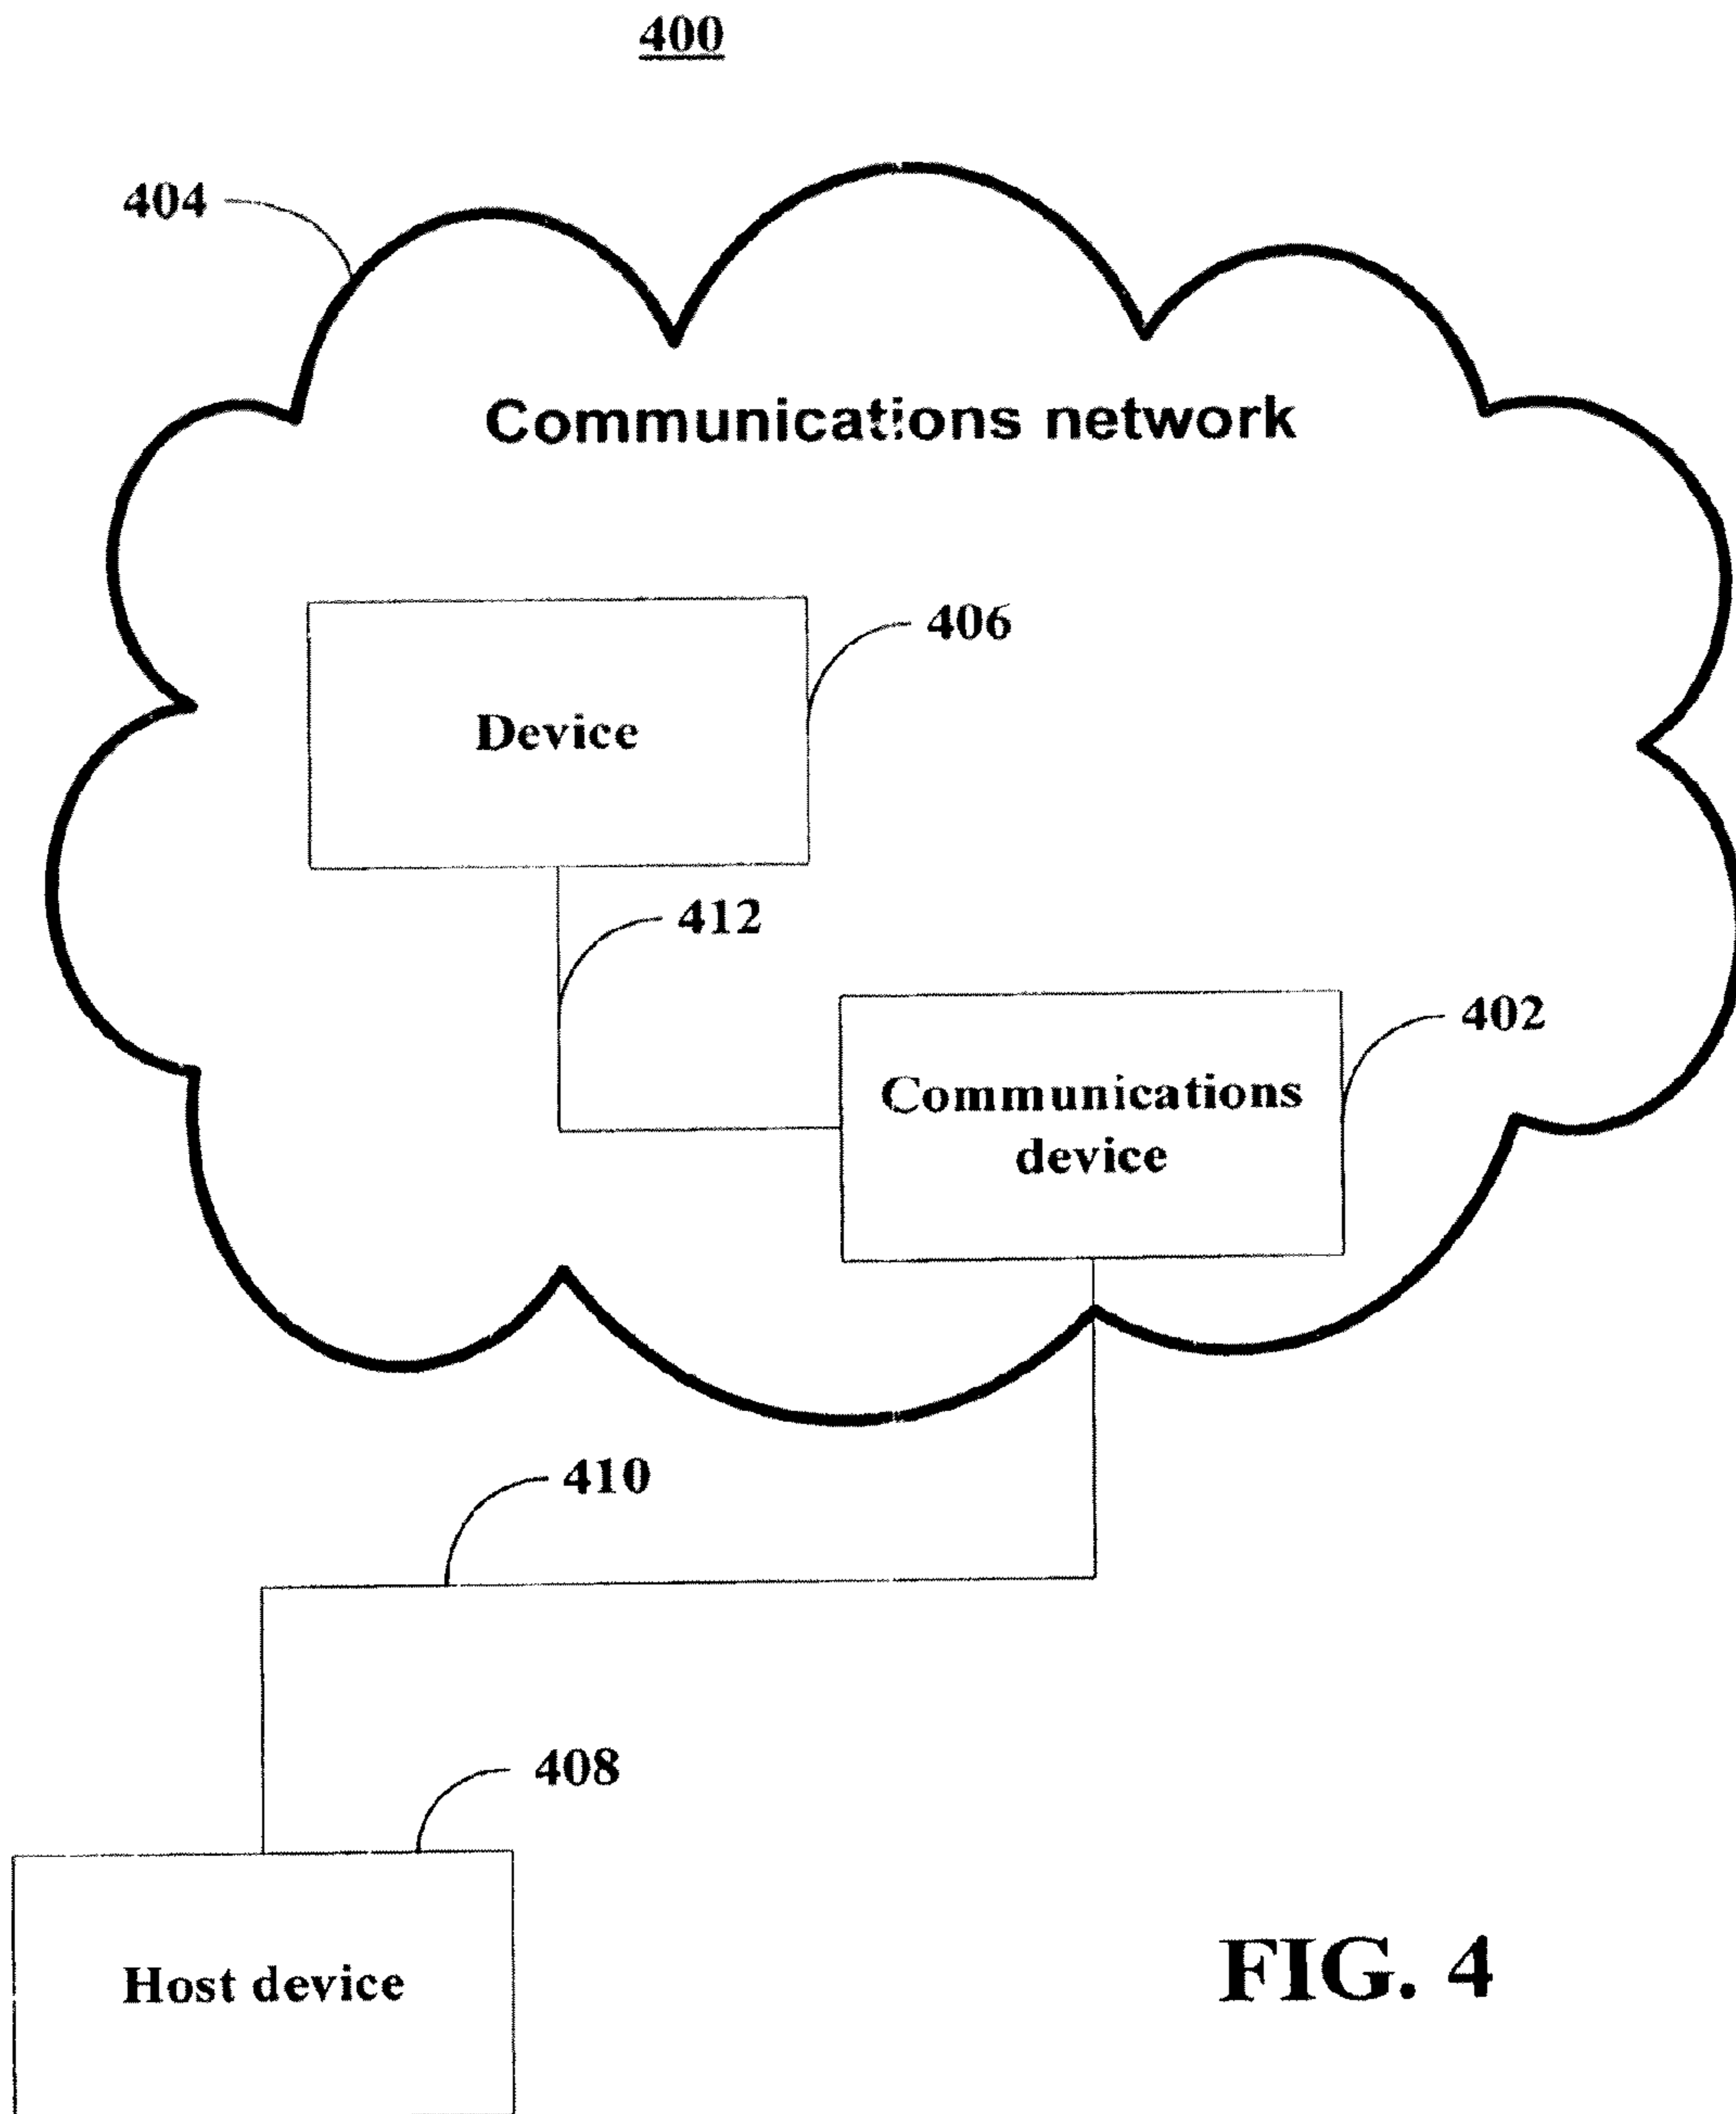 400
404
Communications network
406
Device
412
402
Communications
device
410
408
Host device
FIG. 4